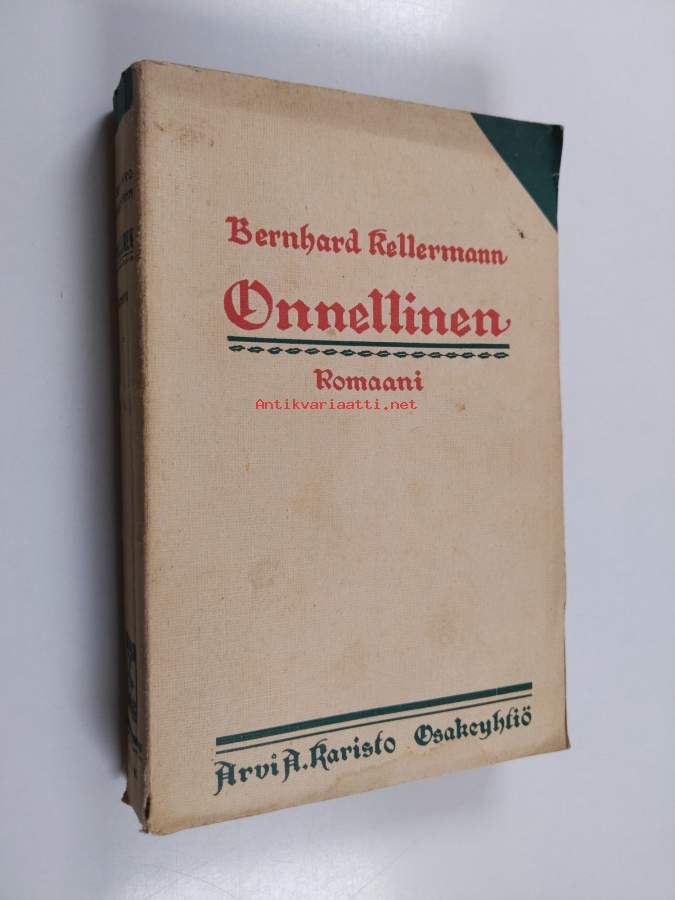 Bernhard Kellermann
Onnellinen
Romaani
Antikvariaatti.net
Arvi A. Karisto Osakeyhtiö